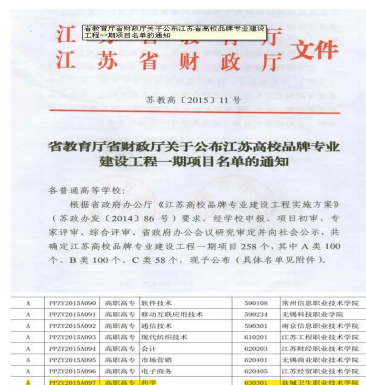 江苏省教育厅
江苏省财政厅
文件
省教育厅省财政厅关于公布江苏省高校品牌专业建设
工程一期项目名单的通知
苏教高〔2015〕11 号
省教育厅省财政厅关于公布江苏高校品牌专业
建设工程一期项目名单的通知
各普通高等学校:
根据省政府办公厅《江苏高校品牌专业建设工程实施方案》
(苏政办发〔2014〕86 号)要求,经学校申报、项目初审、专
家评审、综合评审、省政府办公会议研究审定并向社会公示,共
确定江苏高校品牌专业建设工程一期项目 258 个,其中 A 类 100
个、B 类 100 个、C 类 58 个,现予公布(具体名单见附件)。
A PPZY2015A090 高职高专 软件技术 590108 常州信息职业技术学院
A PPZY2015A091 高职高专 移动互联应用技术 590234 无锡科技职业学院
A PPZY2015A092 高职高专 通信技术 590301 南京信息职业技术学院
A PPZY2015A093 高职高专 现代纺织技术 610201 江苏工程职业技术学院
A PPZY2015A094 高职高专 会计 620203 江苏财经职业技术学院
A PPZY2015A095 高职高专 市场营销 620401 无锡商业职业技术学院
A PPZY2015A096 高职高专 电子商务 620405 江苏经贸职业技术学院
A PPZY2015A097 高职高专 药学 630301 盐城卫生职业技术学院